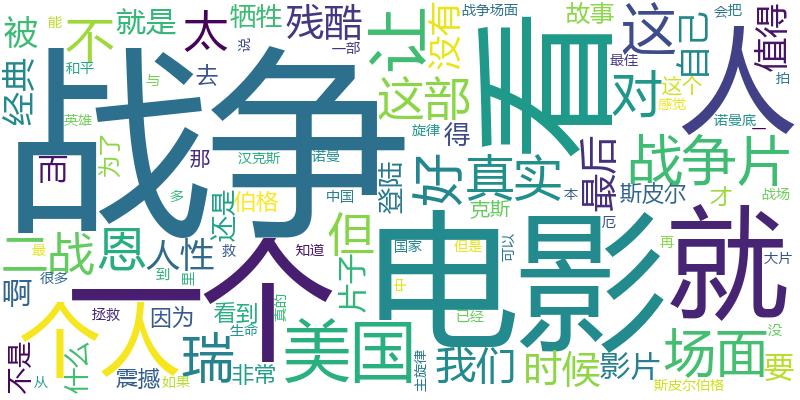 战争
电影
一个
看
就
人
个人
美国
让
不
太
就是
被
经典
牺牲
残酷
没有
战争场面
故事
这
自己
值得
能
和平
说
一部
去
与
英雄
为了
而
那
这部
旋律
得
对
最佳
这个
感觉
会把
拍
诺曼底
一
战争片
最后
真实
好
登陆
汉克斯
诺曼
中国
多
伯格
还是
斯皮尔
克斯
本
才
战场
厄
二战
恩
人性
救
知道
但
国家
但是
可以
再
大片
最
很多
到
里
啊
片子
中
已经
拯救
因为
看到
生命
真的
没
场面
要
不是
从
什么
震撼
如果
瑞
非常
主旋律
我们
时候
影片
斯皮尔伯格